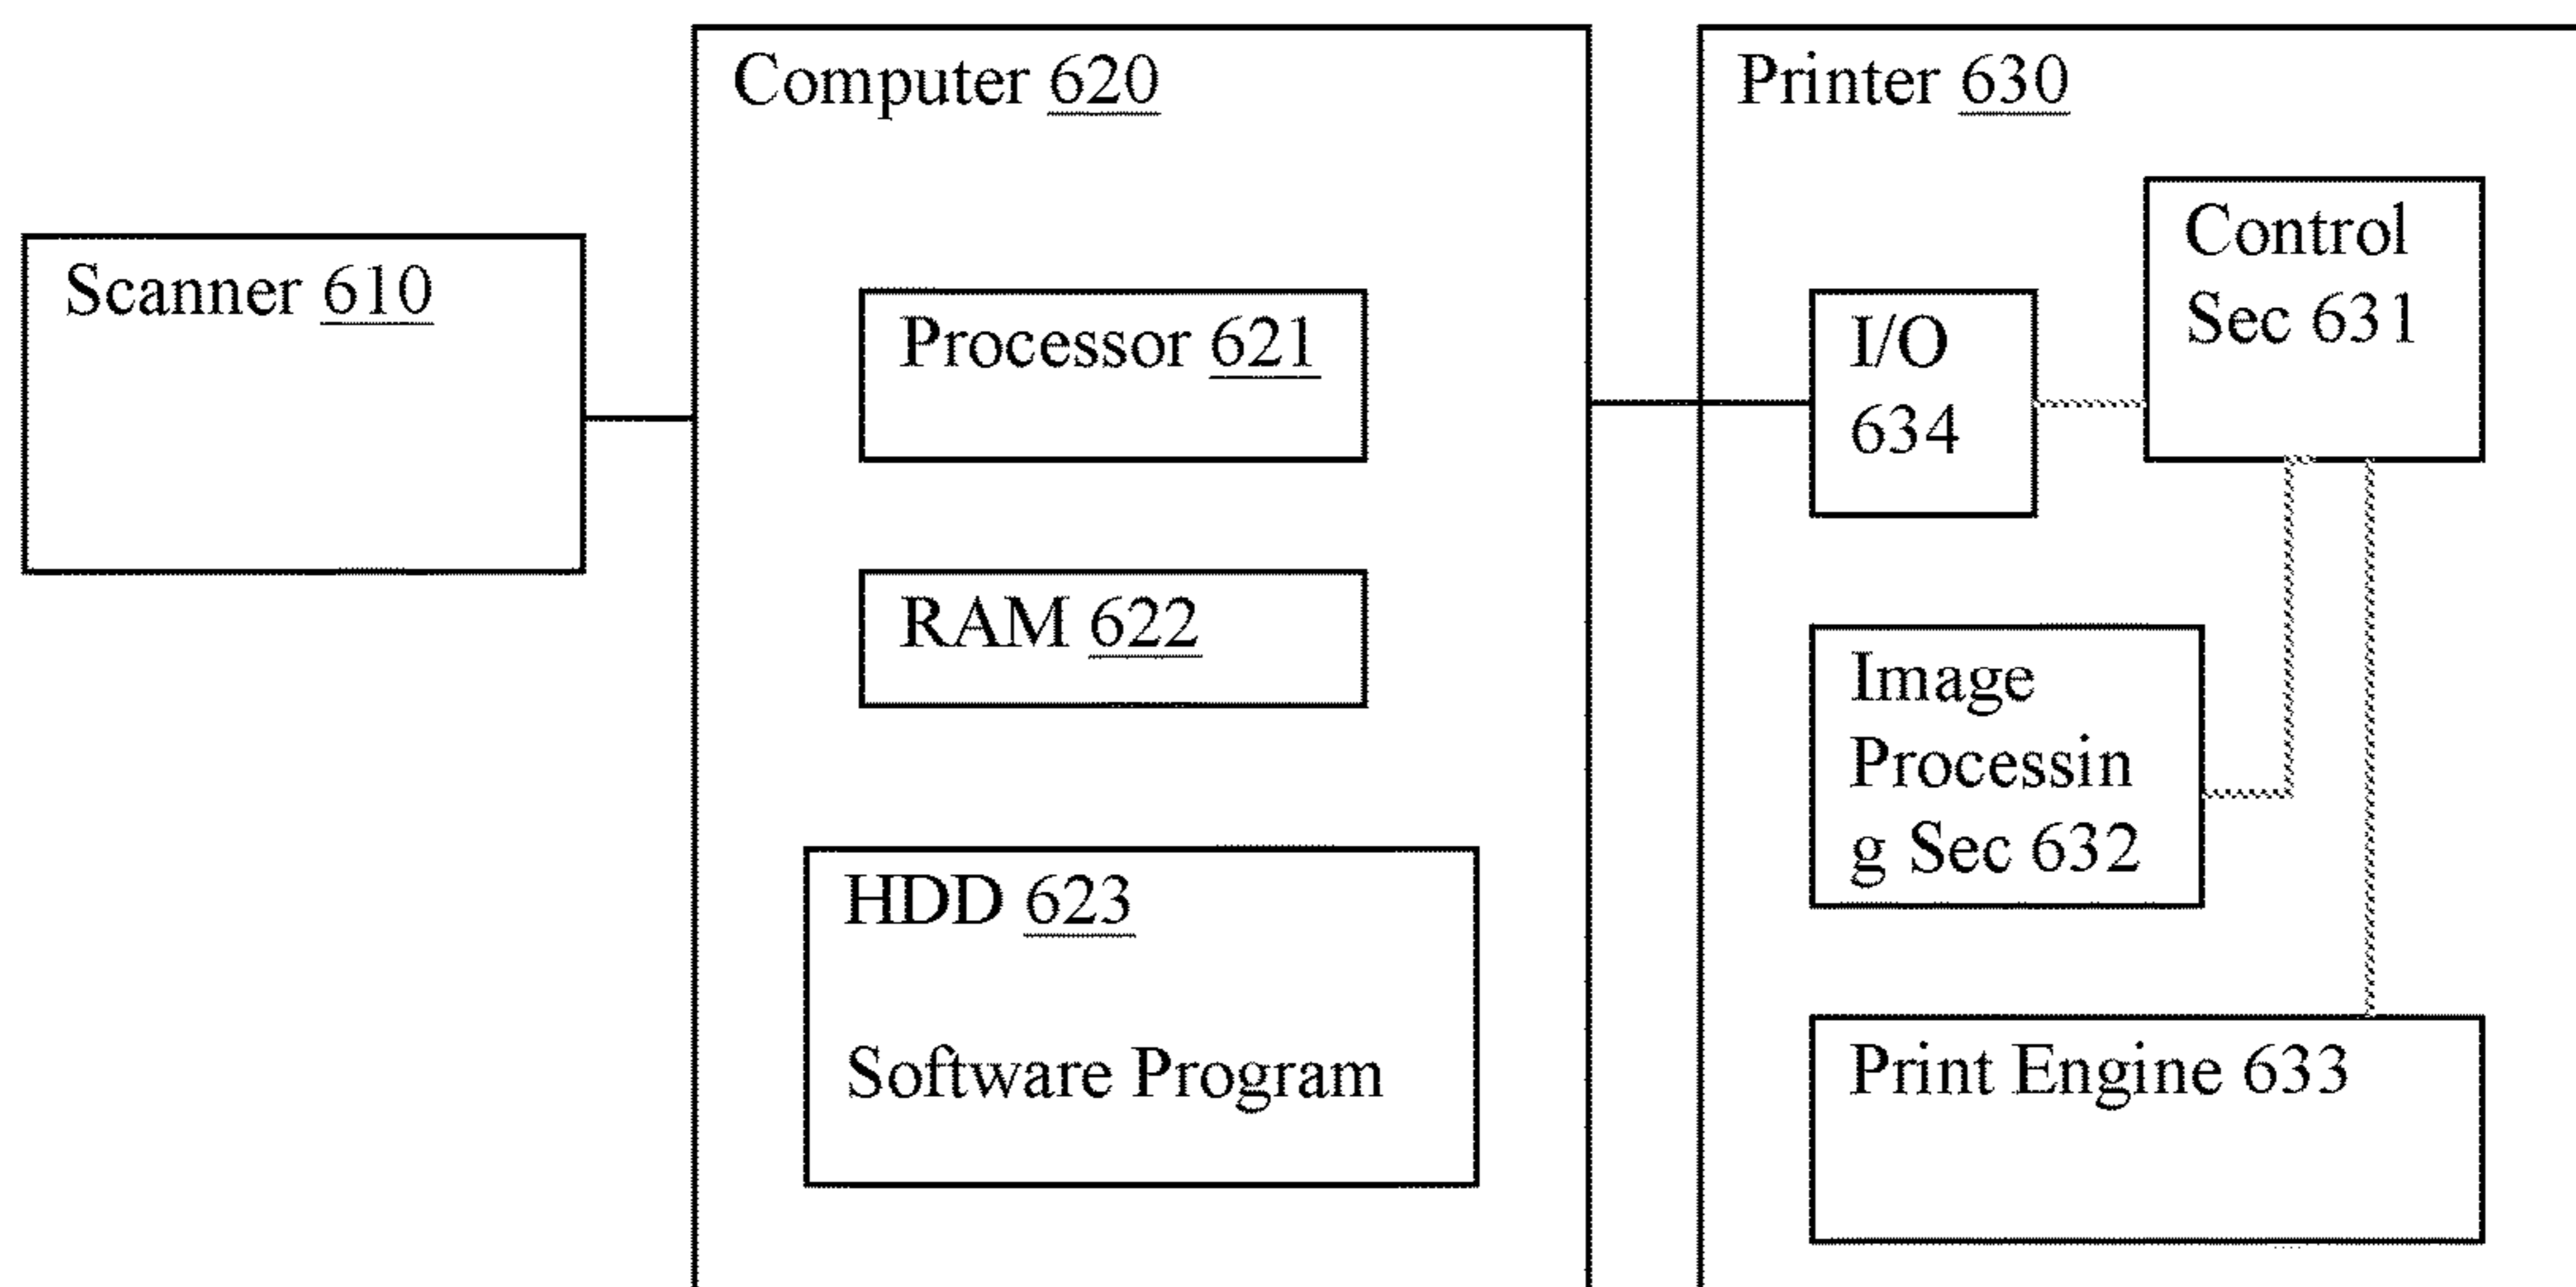 Scanner 610
Computer 620
Processor 621
RAM 622
HDD 623
Software Program
Printer 630
I/O
634
Control
Sec 631
Image
Processin
g Sec 632
Print Engine 633